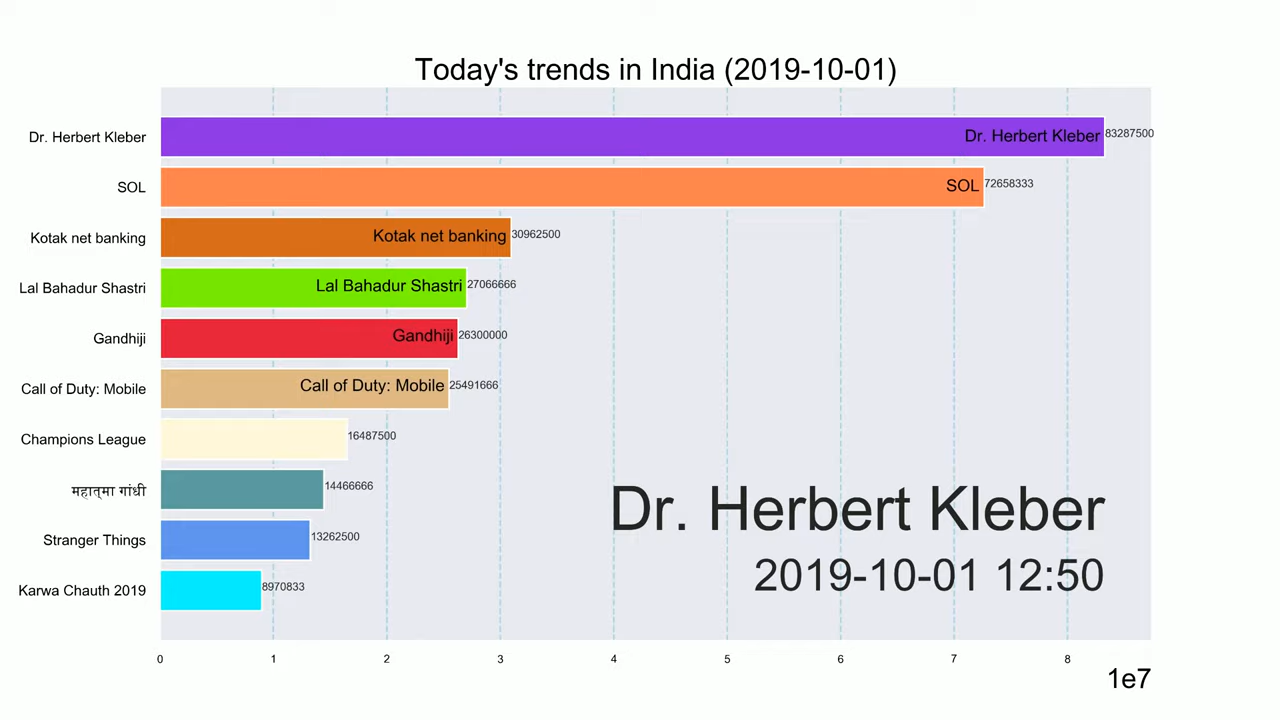 Today's trends in India (2019-10-01)
Dr. Herbert Kleber Dr. Herbert Kleber 83287500
SOL SOL 72658333
Kotak net banking Kotak net banking 30962500
Lal Bahadur Shastri Lal Bahadur Shastri 27066666
Gandhiji Gandhiji 26300000
Call of Duty: Mobile Call of Duty: Mobile 25491666
Champions League 16487500
महात्मा गांधी 14466666
Stranger Things 13262500
Karwa Chauth 2019 8970833
Dr. Herbert Kleber
2019-10-01 12:50
0 1 2 3 4 5 6 7 8
1e7